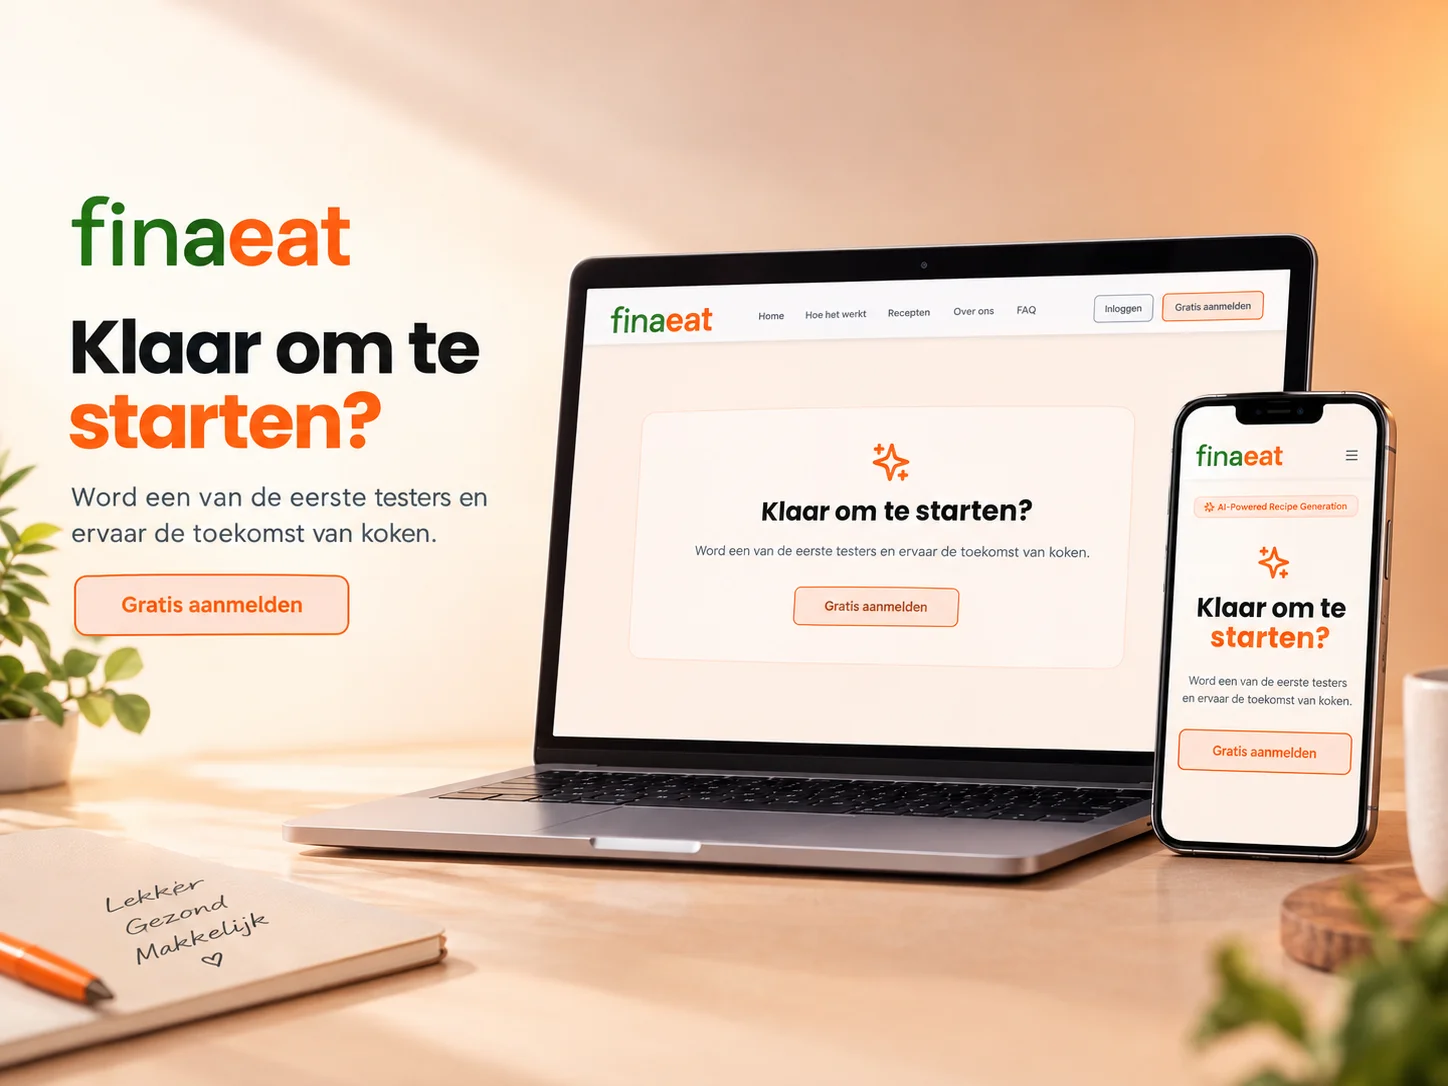 finaeat
Klaar om te
starten?
Word een van de eerste testers en
ervaar de toekomst van koken.
Gratis aanmelden
finaeat
Home
Hoe het werkt
Recepten
Over ons
FAQ
Inloggen
Gratis aanmelden
Klaar om te starten?
Word een van de eerste testers en ervaar de toekomst van koken.
Gratis aanmelden
finaeat
AI-Powered Recipe Generation
Klaar om te
starten?
Word een van de eerste testers
en ervaar de toekomst van koken.
Gratis aanmelden
Lekker
Gezond
Makkelijk